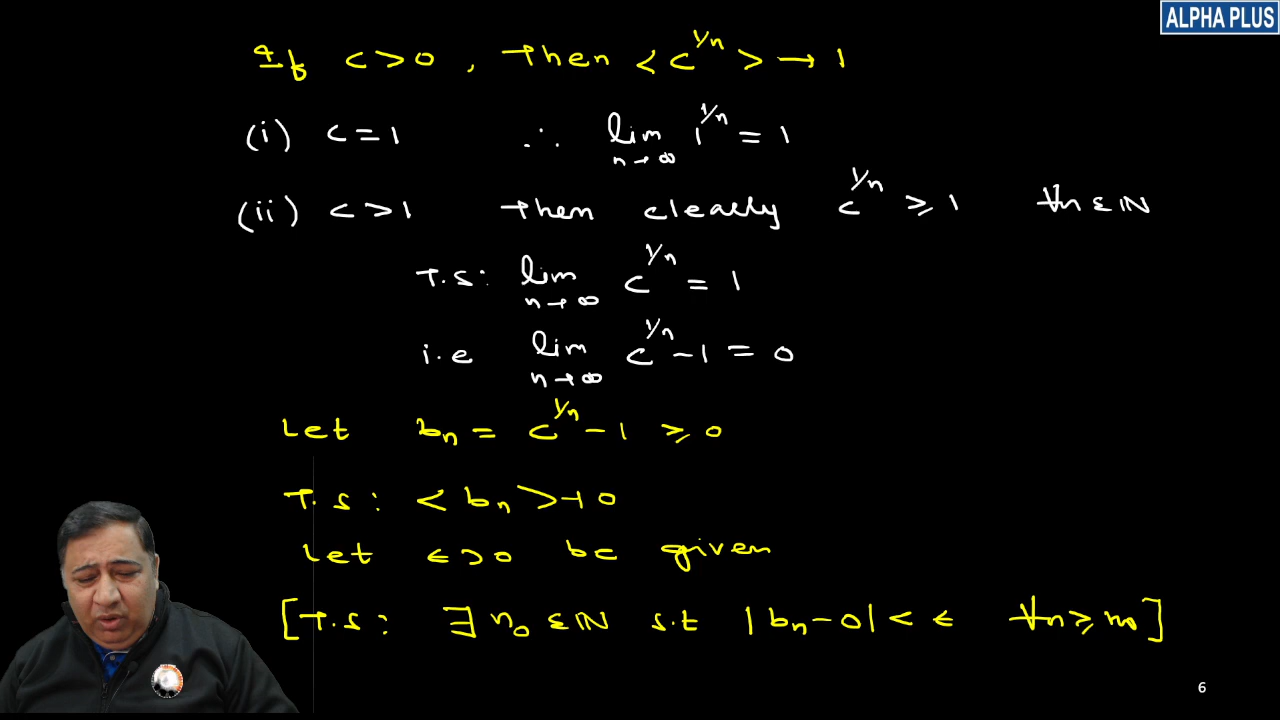 ALPHA PLUS
If c > 0, then < c^{1/n} > → 1
(i) c = 1 ∴ lim_{n→∞} 1^{1/n} = 1
(ii) c > 1 Then clearly c^{1/n} ≥ 1 ∀n ∈ ℕ
T.S: lim_{n→∞} c^{1/n} = 1
i.e lim_{n→∞} c^{1/n} - 1 = 0
Let b_n = c^{1/n} - 1 ≥ 0
T.S: < b_n > → 0
Let ϵ > 0 be given
[T.S: ∃ n_0 ∈ ℕ s.t |b_n - 0| < ϵ ∀n ≥ n_0]
6